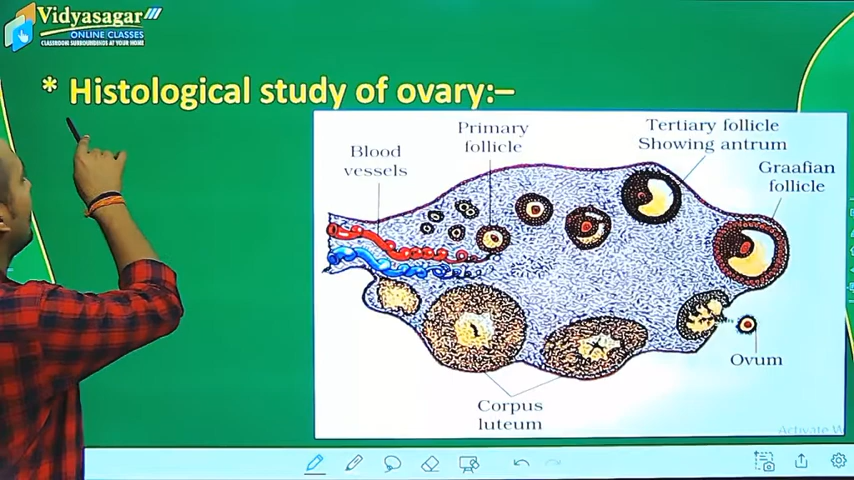 Vidyasagar
ONLINE CLASSES
CLASSROOM SURROUNDINGS AT YOUR HOME
* Histological study of ovary:–
Primary
follicle
Tertiary follicle
Showing antrum
Blood
vessels
Graafian
follicle
Ovum
Corpus
luteum
Activate W